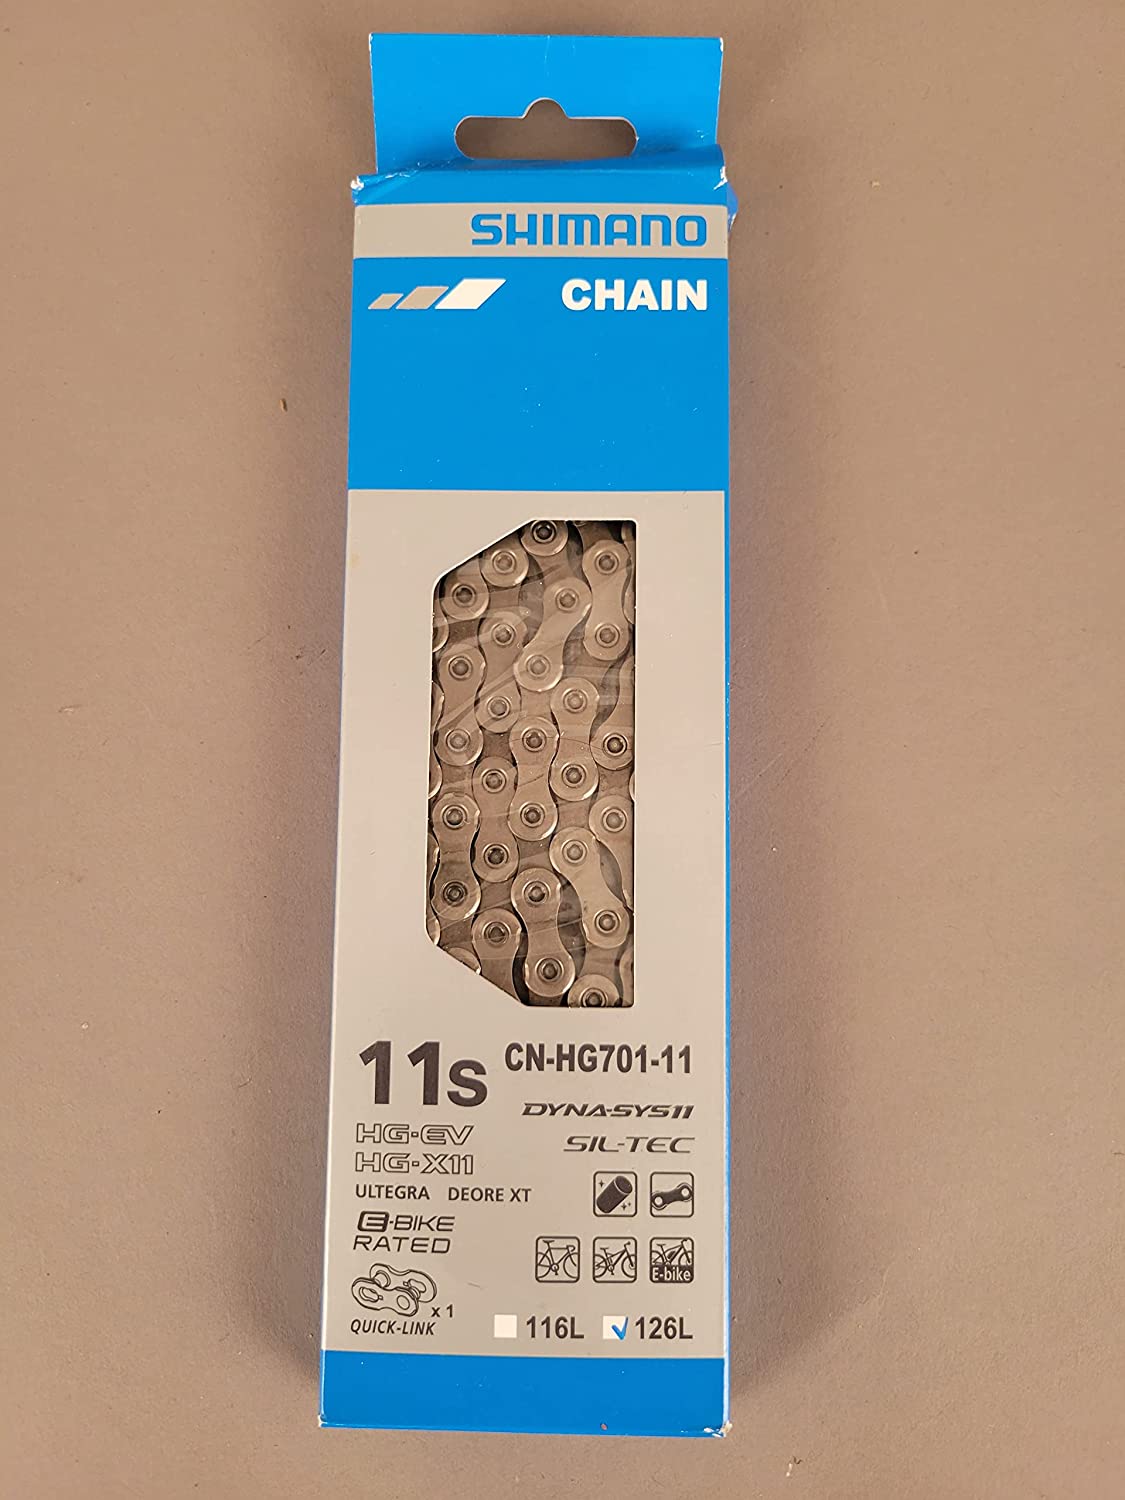 SHIMANO
CHAIN
11s CN-HG701-11
DYNA-SYS11
HG-EV
SIL-TEC
HG-X11
ULTEGRA DEORE XT
E-BIKE
RATED
E-bike
x 1
QUICK-LINK
116L 126L